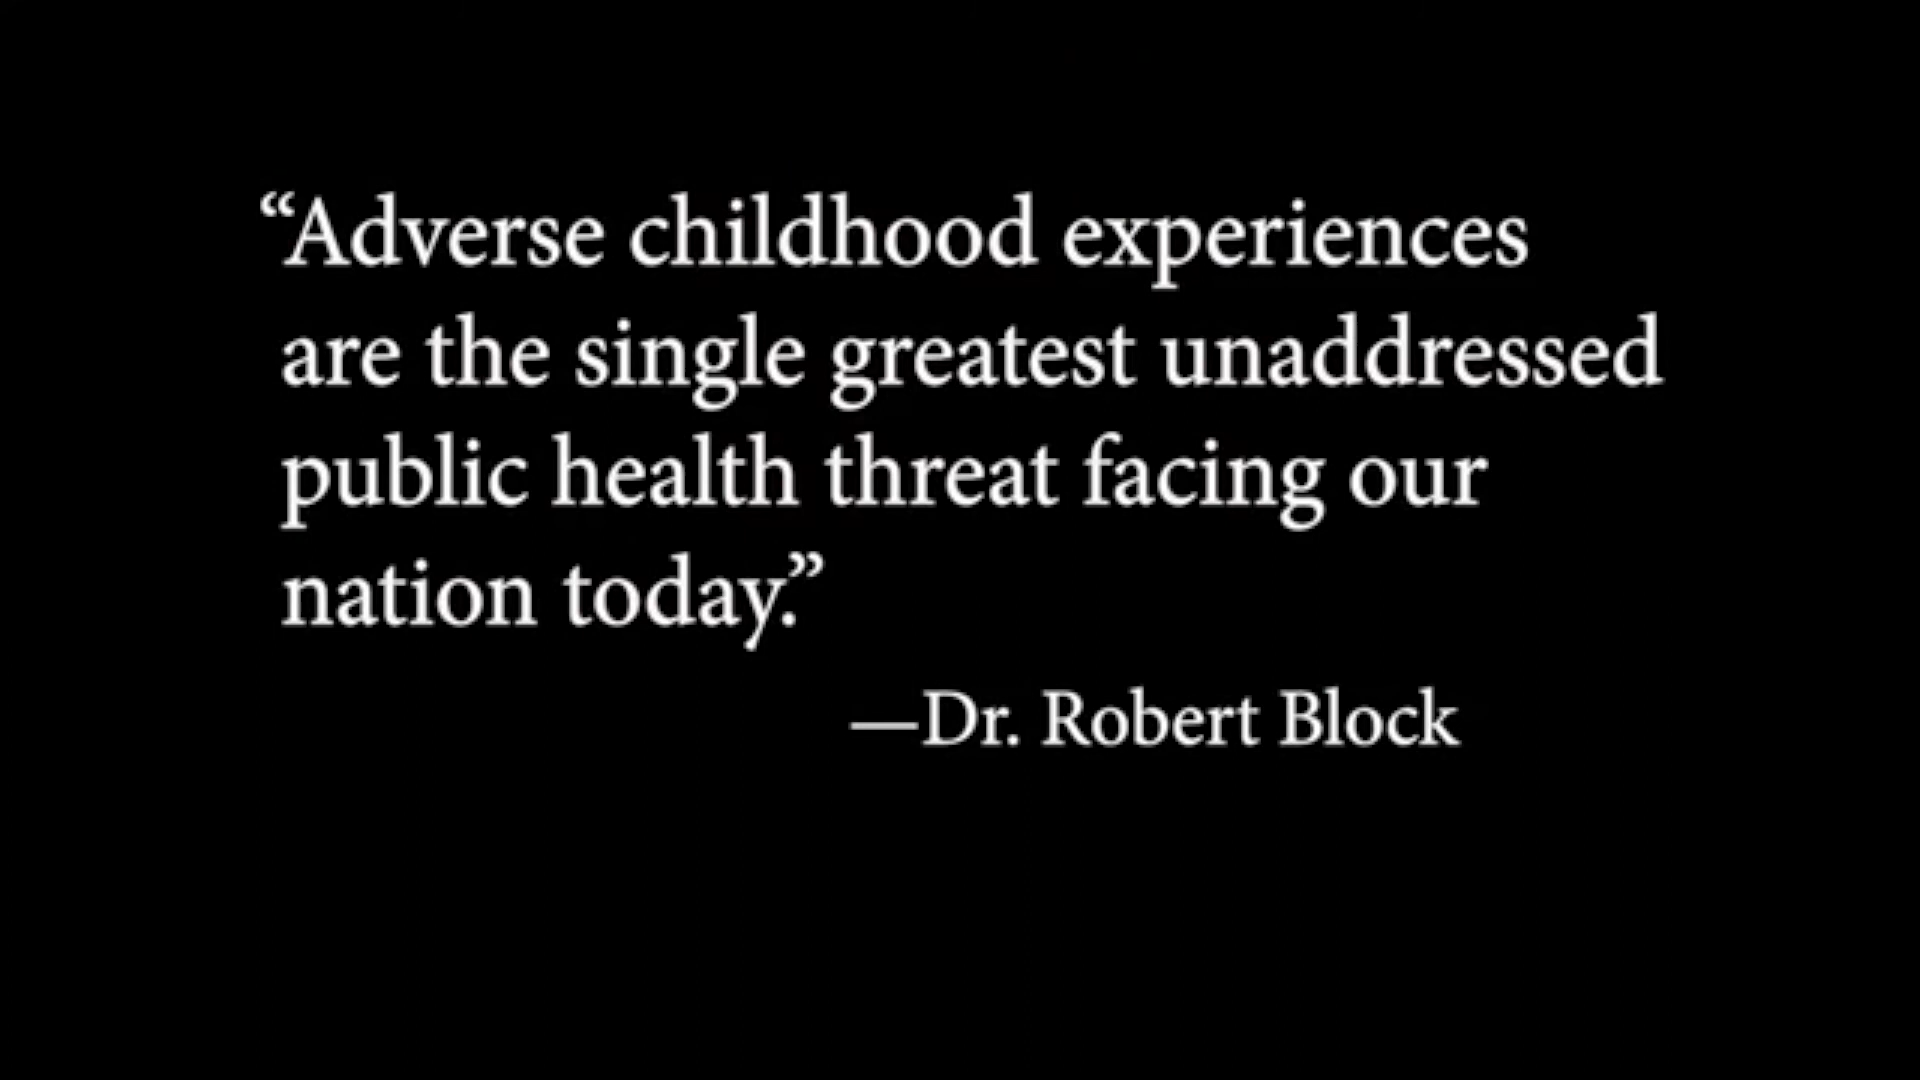 “Adverse childhood experiences
are the single greatest unaddressed
public health threat facing our
nation today.”
—Dr. Robert Block